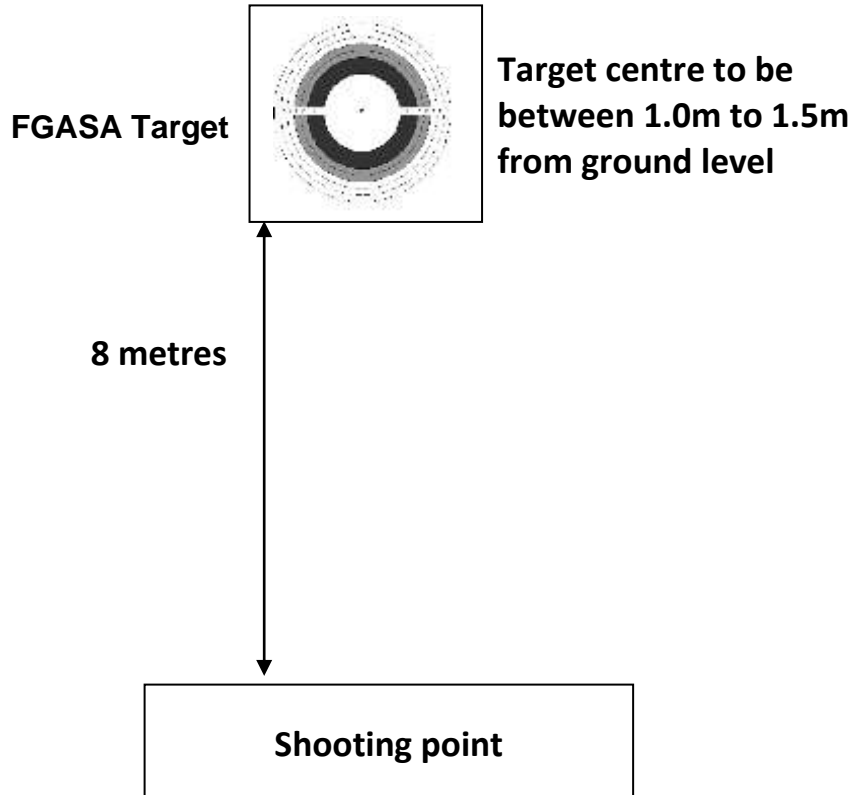 Target centre to be
between 1.0m to 1.5m
from ground level
FGASA Target
8 metres
Shooting point